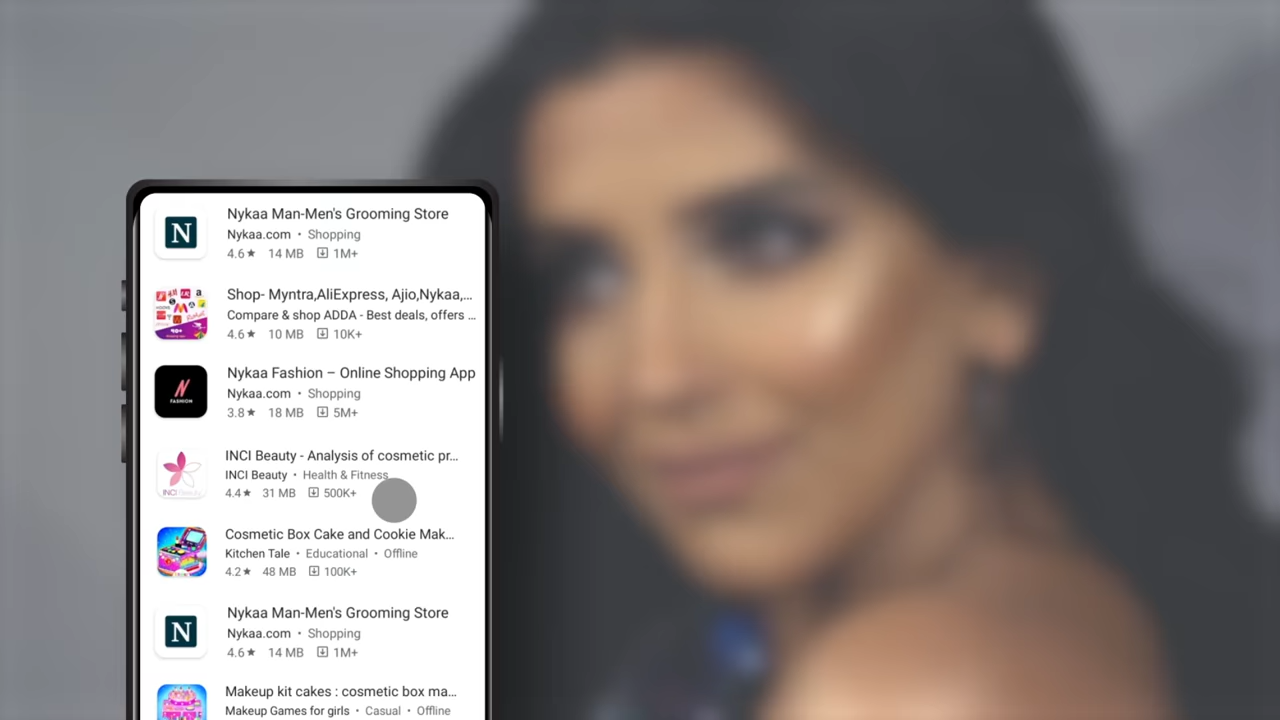 N
Nykaa Man-Men's Grooming Store
Nykaa.com • Shopping
4.6★ 14 MB 1M+
Shop- Myntra,AliExpress, Ajio,Nykaa,...
Compare & shop ADDA - Best deals, offers ...
4.6★ 10 MB 10K+
N
FASHION
Nykaa Fashion – Online Shopping App
Nykaa.com • Shopping
3.8★ 18 MB 5M+
INCI Beauty
INCI Beauty - Analysis of cosmetic pr...
INCI Beauty • Health & Fitness
4.4★ 31 MB 500K+
Cosmetic Box Cake and Cookie Mak...
Kitchen Tale • Educational • Offline
4.2★ 48 MB 100K+
N
Nykaa Man-Men's Grooming Store
Nykaa.com • Shopping
4.6★ 14 MB 1M+
Makeup kit cakes : cosmetic box ma...
Makeup Games for girls • Casual • Offline